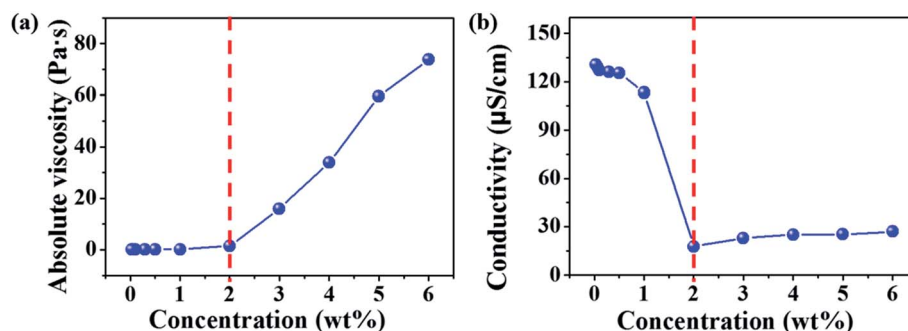 (a)
Absolute viscosity (Pa·s)
80
60
40
20
0
0 1 2 3 4 5 6
Concentration (wt%)
(b)
Conductivity (µS/cm)
150
120
90
60
30
0
0 1 2 3 4 5 6
Concentration (wt%)